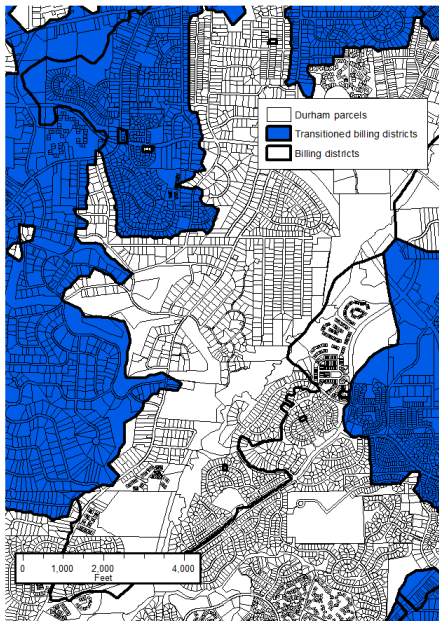 Durham parcels
Transitioned billing districts
Billing districts
0 1,000 2,000 4,000
Feet